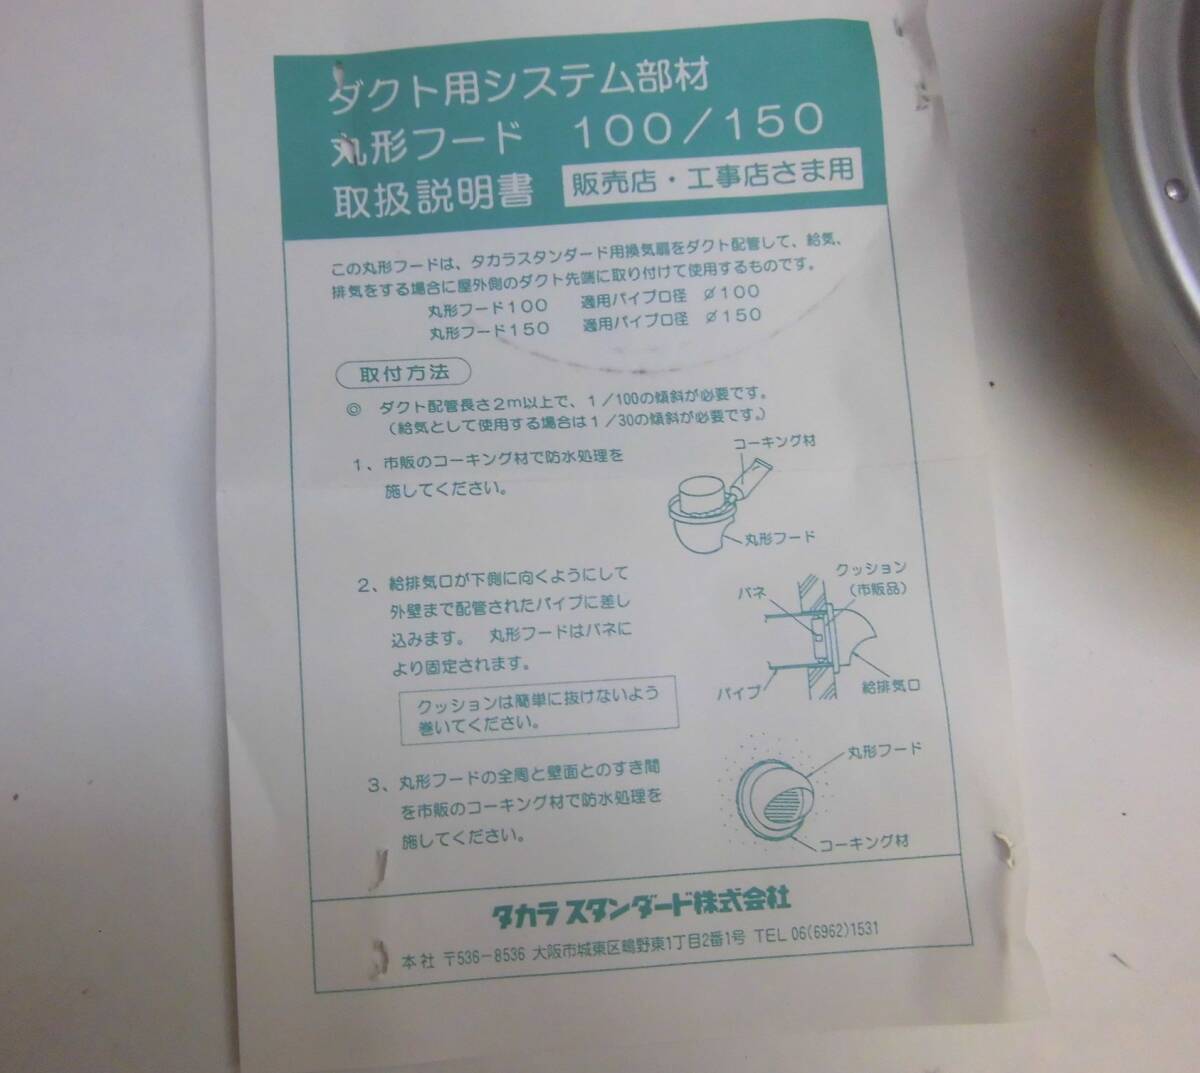 ダクト用システム部材
丸形フード 100/150
取扱説明書 販売店・工事店さま用
この丸形フードは、タカラスタンダード用換気扇をダクト配管して、給気、
排気をする場合に屋外側のダクト先端に取り付けて使用するものです。
丸形フード100 適用パイプ口径 φ100
丸形フード150 適用パイプ口径 φ150
取付方法
◎ ダクト配管長さ2m以上で、1/100の傾斜が必要です。
(給気として使用する場合は1/30の傾斜が必要です。)
1、市販のコーキング材で防水処理を
施してください。
コーキング材
丸形フード
2、給排気口が下側に向くようにして
外壁まで配管されたパイプに差し
込みます。 丸形フードはバネに
より固定されます。
クッションは簡単に抜けないよう
巻いてください。
バネ
クッション
(市販品)
パイプ
給排気口
3、丸形フードの全周と壁面とのすき間
を市販のコーキング材で防水処理を
施してください。
丸形フード
コーキング材
タカラスタンダード株式会社
本社 〒536-8536 大阪市城東区鴫野東1丁目2番1号 TEL 06(6962)1531